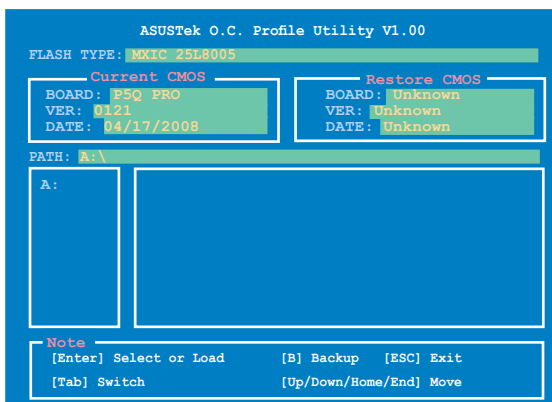 ASUSTek O.C. Profile Utility V1.00
FLASH TYPE: MXIC 25L8005
Current CMOS
BOARD: P5Q PRO
VER: 0121
DATE: 04/17/2008
Restore CMOS
BOARD: Unknown
VER: Unknown
DATE: Unknown
PATH: A:\
A:
Note
[Enter] Select or Load [B] Backup [ESC] Exit
[Tab] Switch [Up/Down/Home/End] Move